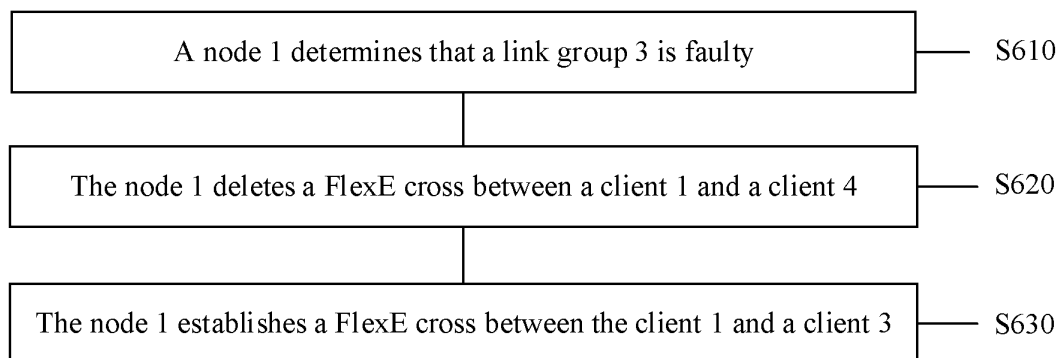 A node 1 determines that a link group 3 is faulty
S610
The node 1 deletes a FlexE cross between a client 1 and a client 4
S620
The node 1 establishes a FlexE cross between the client 1 and a client 3
S630